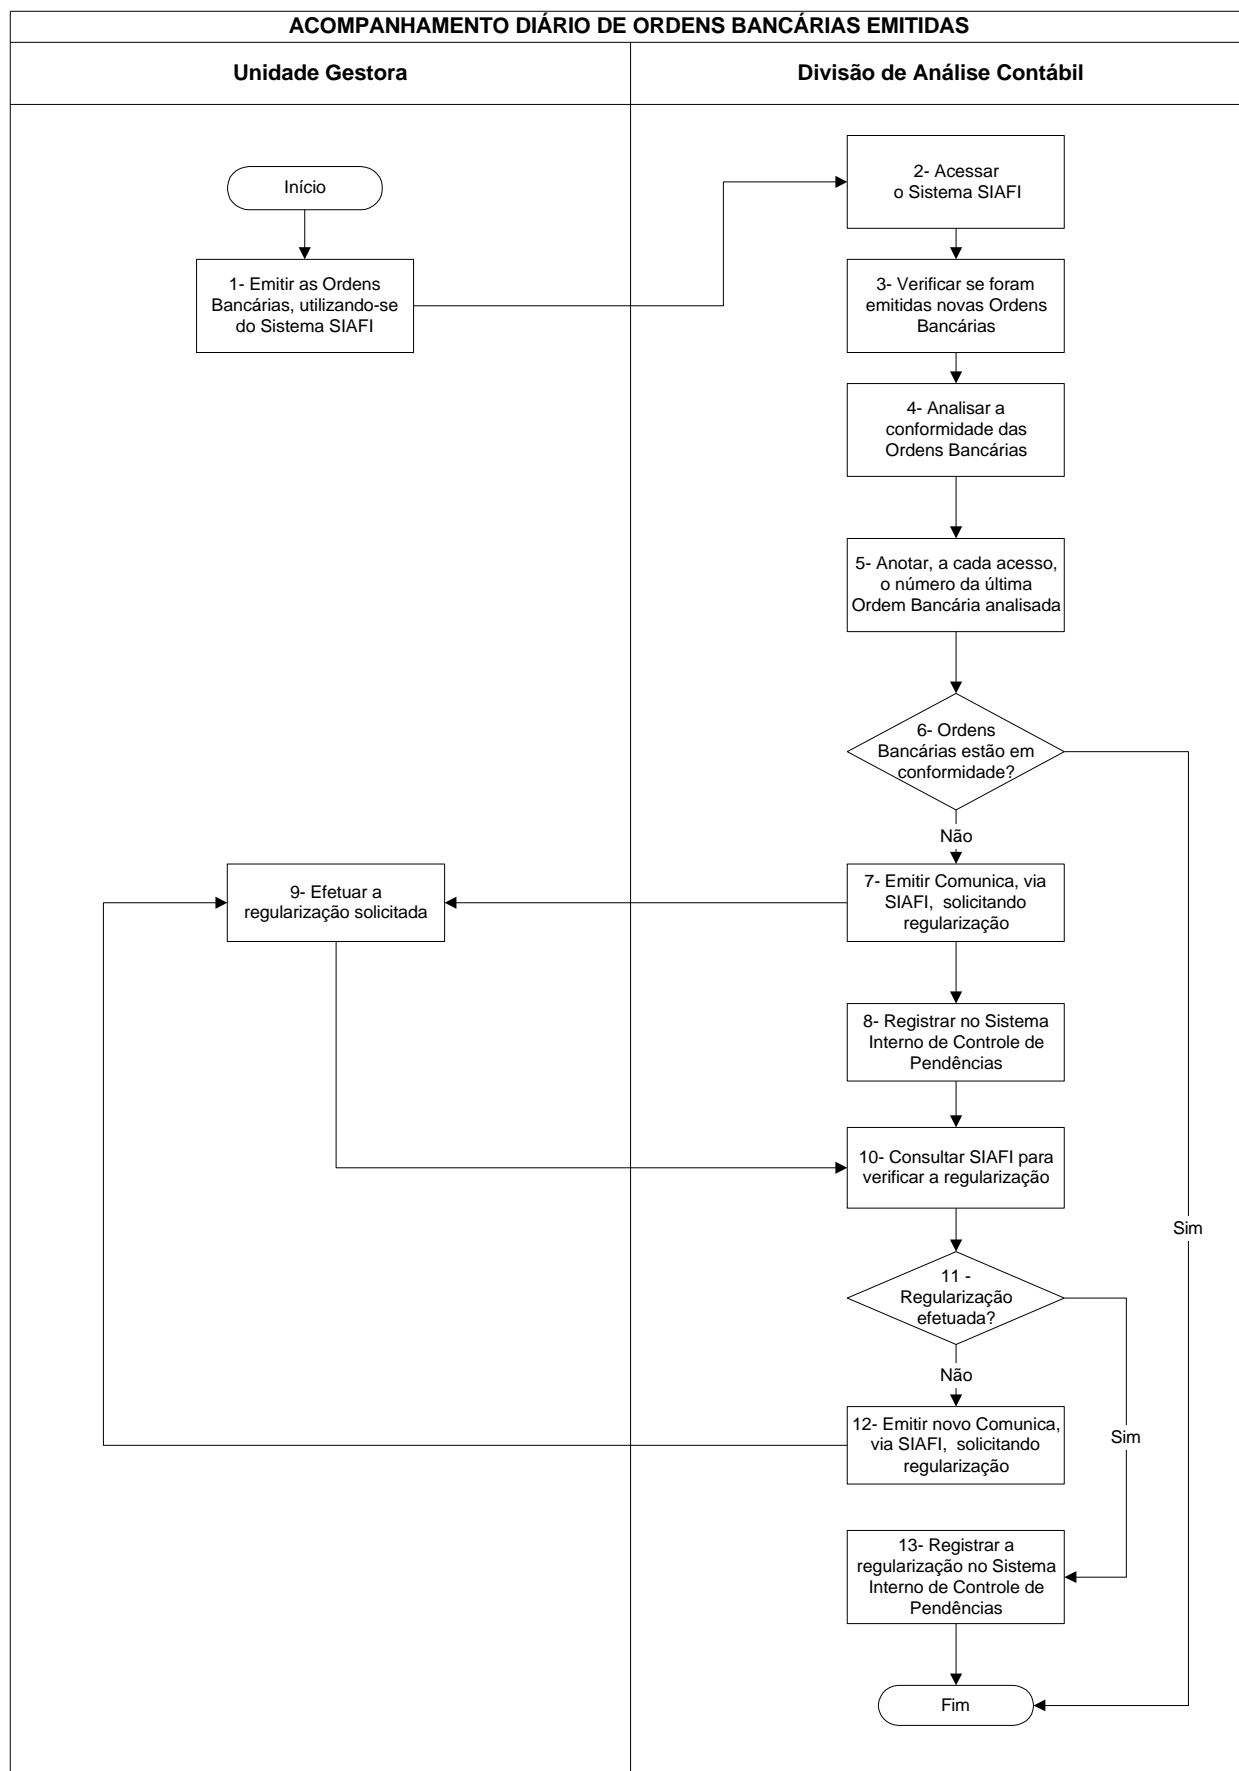 ACOMPANHAMENTO DIÁRIO DE ORDENS BANCÁRIAS EMITIDAS
Unidade Gestora
Divisão de Análise Contábil
Início
1- Emitir as Ordens
Bancárias, utilizando-se
do Sistema SIAFI
2- Acessar
o Sistema SIAFI
3- Verificar se foram
emitidas novas Ordens
Bancárias
4- Analisar a
conformidade das
Ordens Bancárias
5- Anotar, a cada acesso,
o número da última
Ordem Bancária analisada
6- Ordens
Bancárias estão em
conformidade?
Não
7- Emitir Comunica, via
SIAFI, solicitando
regularização
9- Efetuar a
regularização solicitada
8- Registrar no Sistema
Interno de Controle de
Pendências
10- Consultar SIAFI para
verificar a regularização
Sim
11 -
Regularização
efetuada?
Não
12- Emitir novo Comunica,
via SIAFI, solicitando
regularização
Sim
13- Registrar a
regularização no Sistema
Interno de Controle de
Pendências
Fim